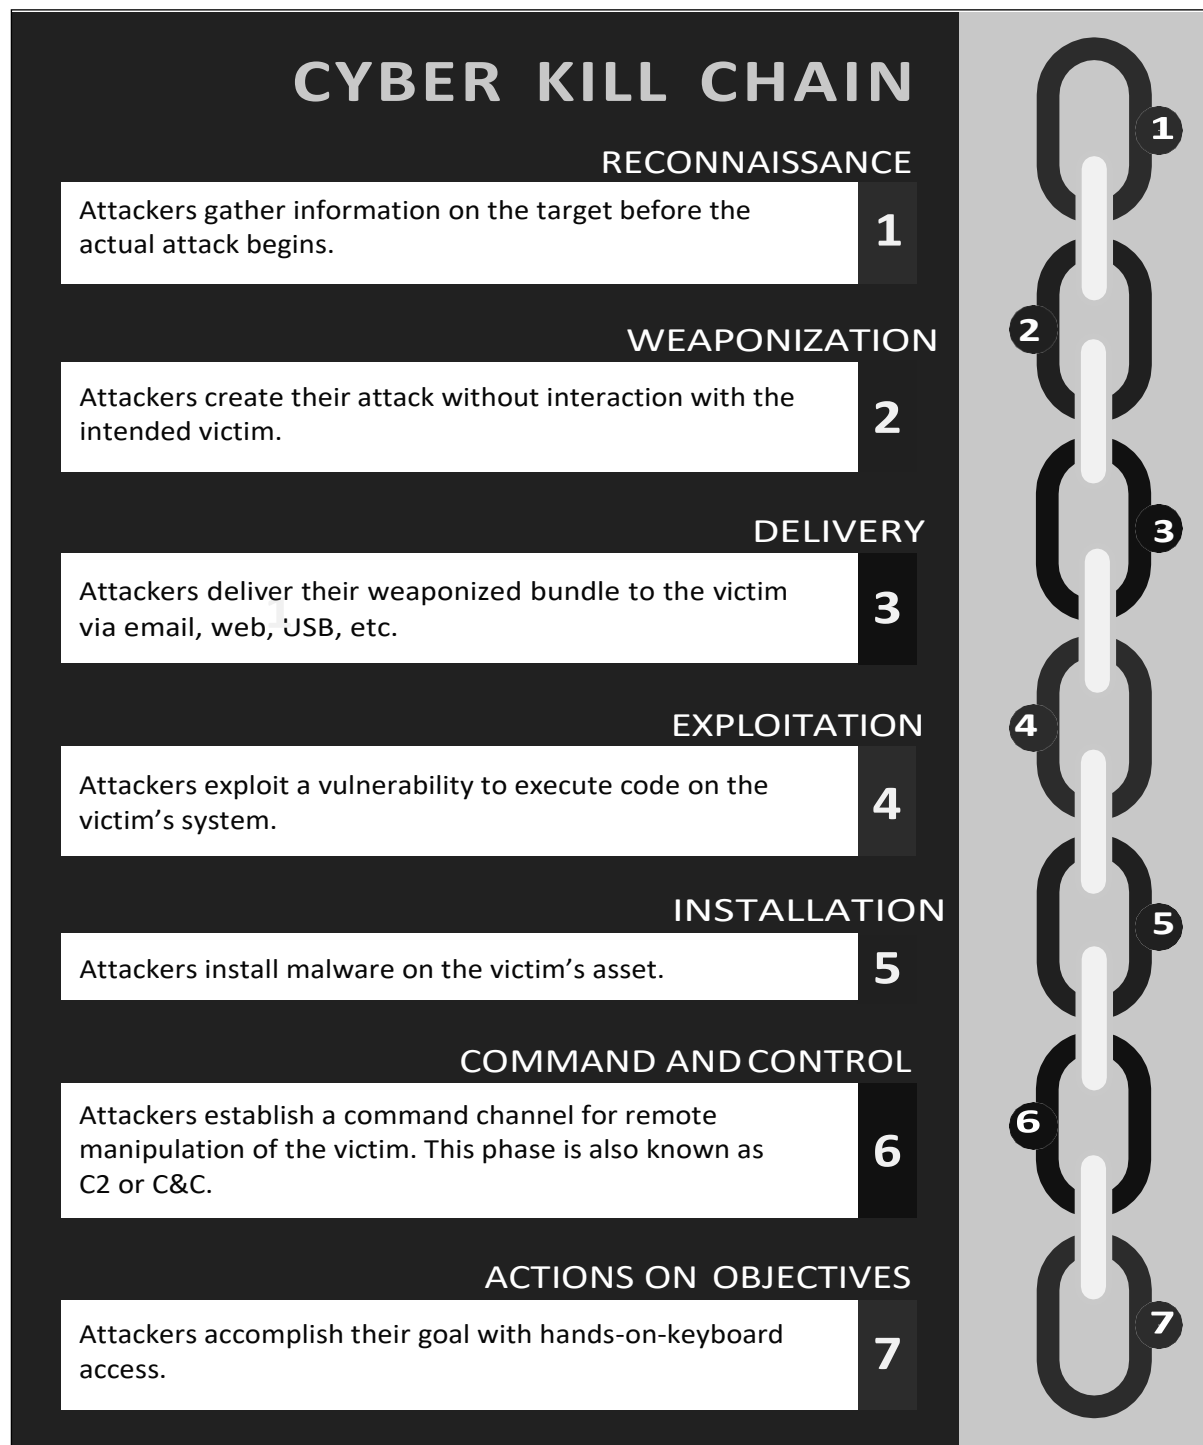 CYBER KILL CHAIN
RECONNAISSANCE
Attackers gather information on the target before the
actual attack begins.
1
WEAPONIZATION
Attackers create their attack without interaction with the
intended victim.
2
DELIVERY
Attackers deliver their weaponized bundle to the victim
via email, web, USB, etc.
3
EXPLOITATION
Attackers exploit a vulnerability to execute code on the
victim’s system.
4
INSTALLATION
Attackers install malware on the victim’s asset.
5
COMMAND AND CONTROL
Attackers establish a command channel for remote
manipulation of the victim. This phase is also known as
C2 or C&C.
6
ACTIONS ON OBJECTIVES
Attackers accomplish their goal with hands-on-keyboard
access.
7
1
2
3
4
5
6
7
1